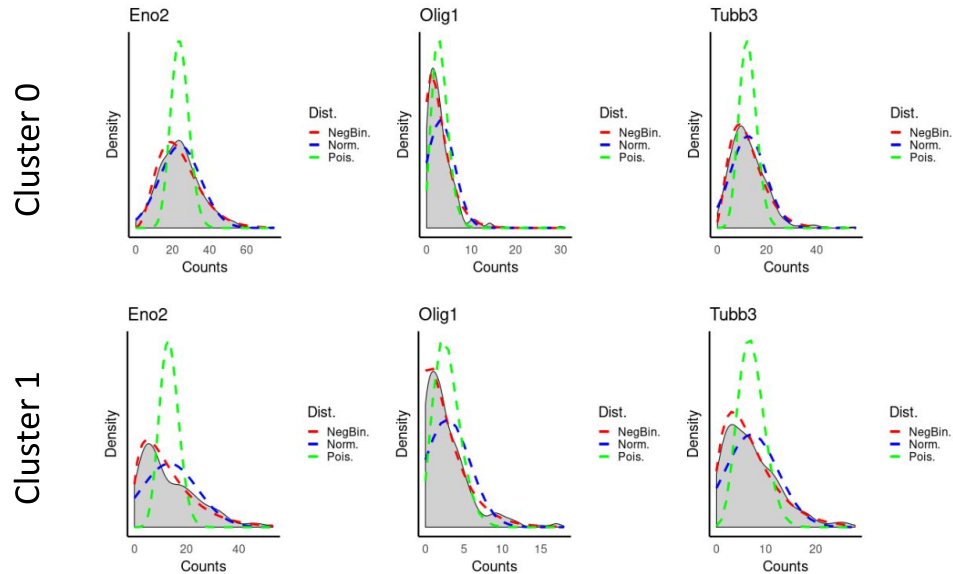 Cluster 0
Eno2
Density
0 20 40 60
Counts
Dist.
NegBin.
Norm.
Pois.
Olig1
Density
0 10 20 30
Counts
Dist.
NegBin.
Norm.
Pois.
Tubb3
Density
0 20 40
Counts
Dist.
NegBin.
Norm.
Pois.
Cluster 1
Eno2
Density
0 20 40
Counts
Dist.
NegBin.
Norm.
Pois.
Olig1
Density
0 5 10 15
Counts
Dist.
NegBin.
Norm.
Pois.
Tubb3
Density
0 10 20
Counts
Dist.
NegBin.
Norm.
Pois.